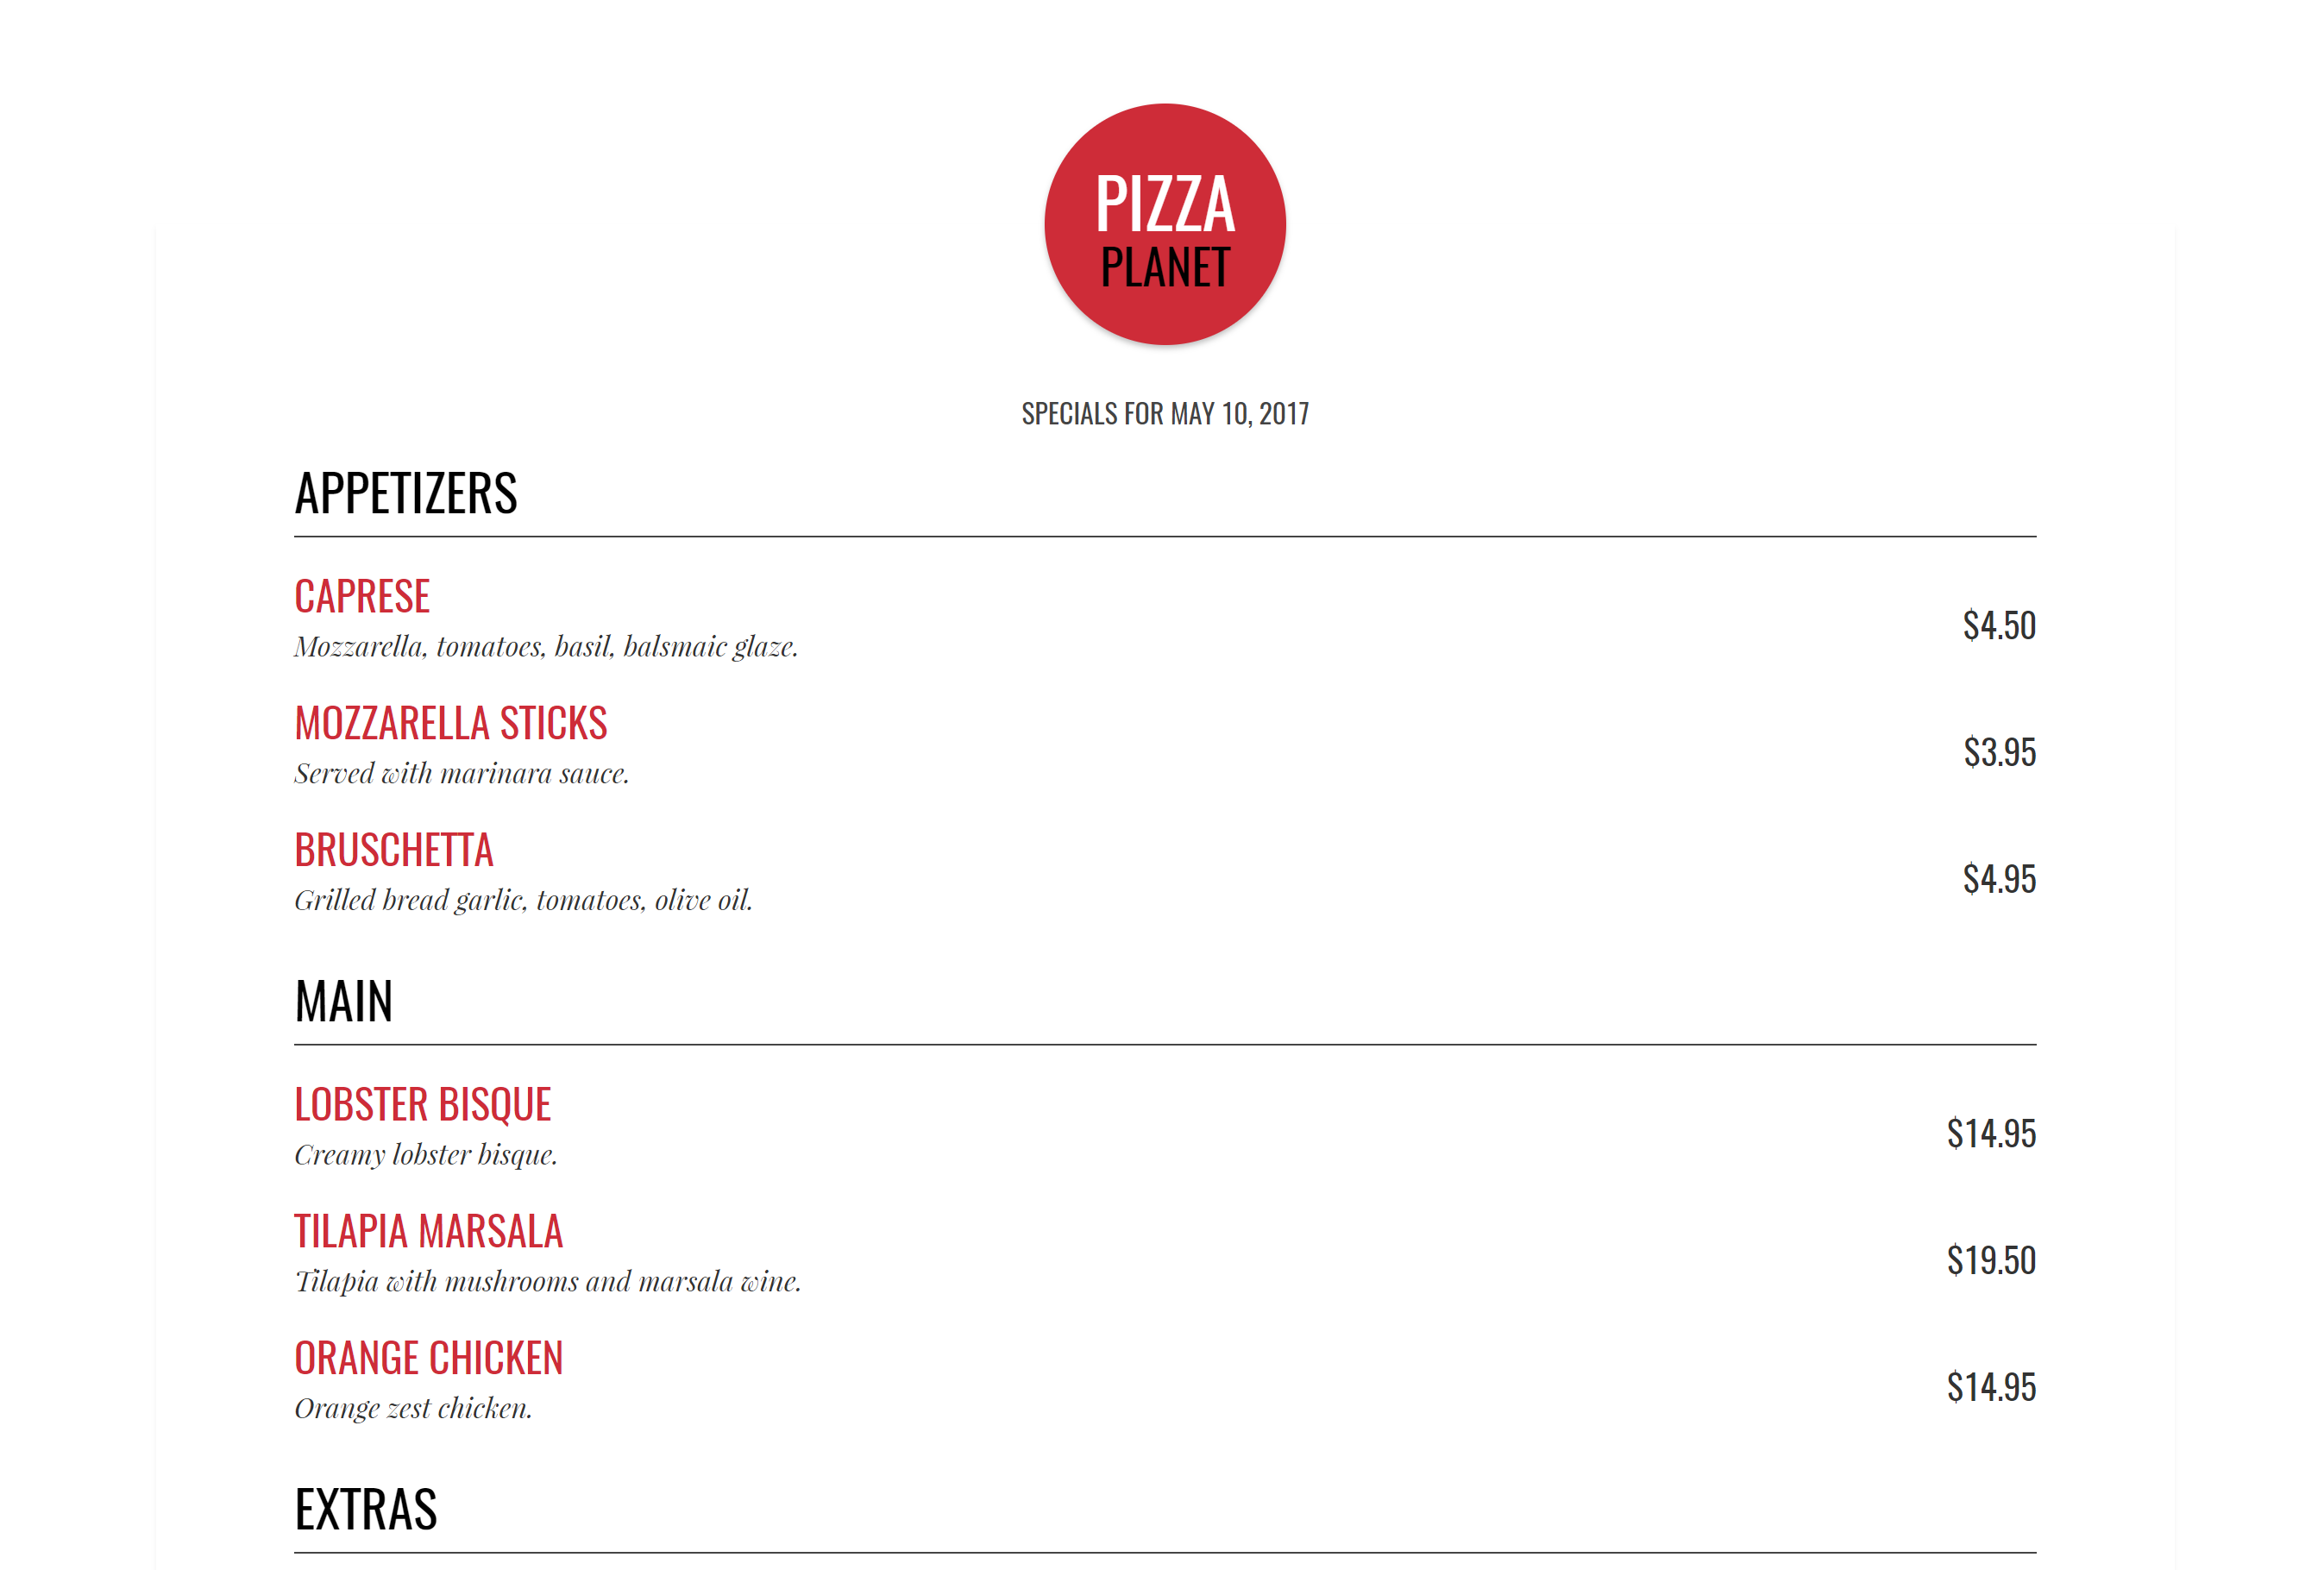 PIZZA
PLANET
SPECIALS FOR MAY 10, 2017
APPETIZERS
CAPRESE
Mozzarella, tomatoes, basil, balsmaic glaze.
$4.50
MOZZARELLA STICKS
Served with marinara sauce.
$3.95
BRUSCHETTA
Grilled bread garlic, tomatoes, olive oil.
$4.95
MAIN
LOBSTER BISQUE
Creamy lobster bisque.
$14.95
TILAPIA MARSALA
Tilapia with mushrooms and marsala wine.
$19.50
ORANGE CHICKEN
Orange zest chicken.
$14.95
EXTRAS